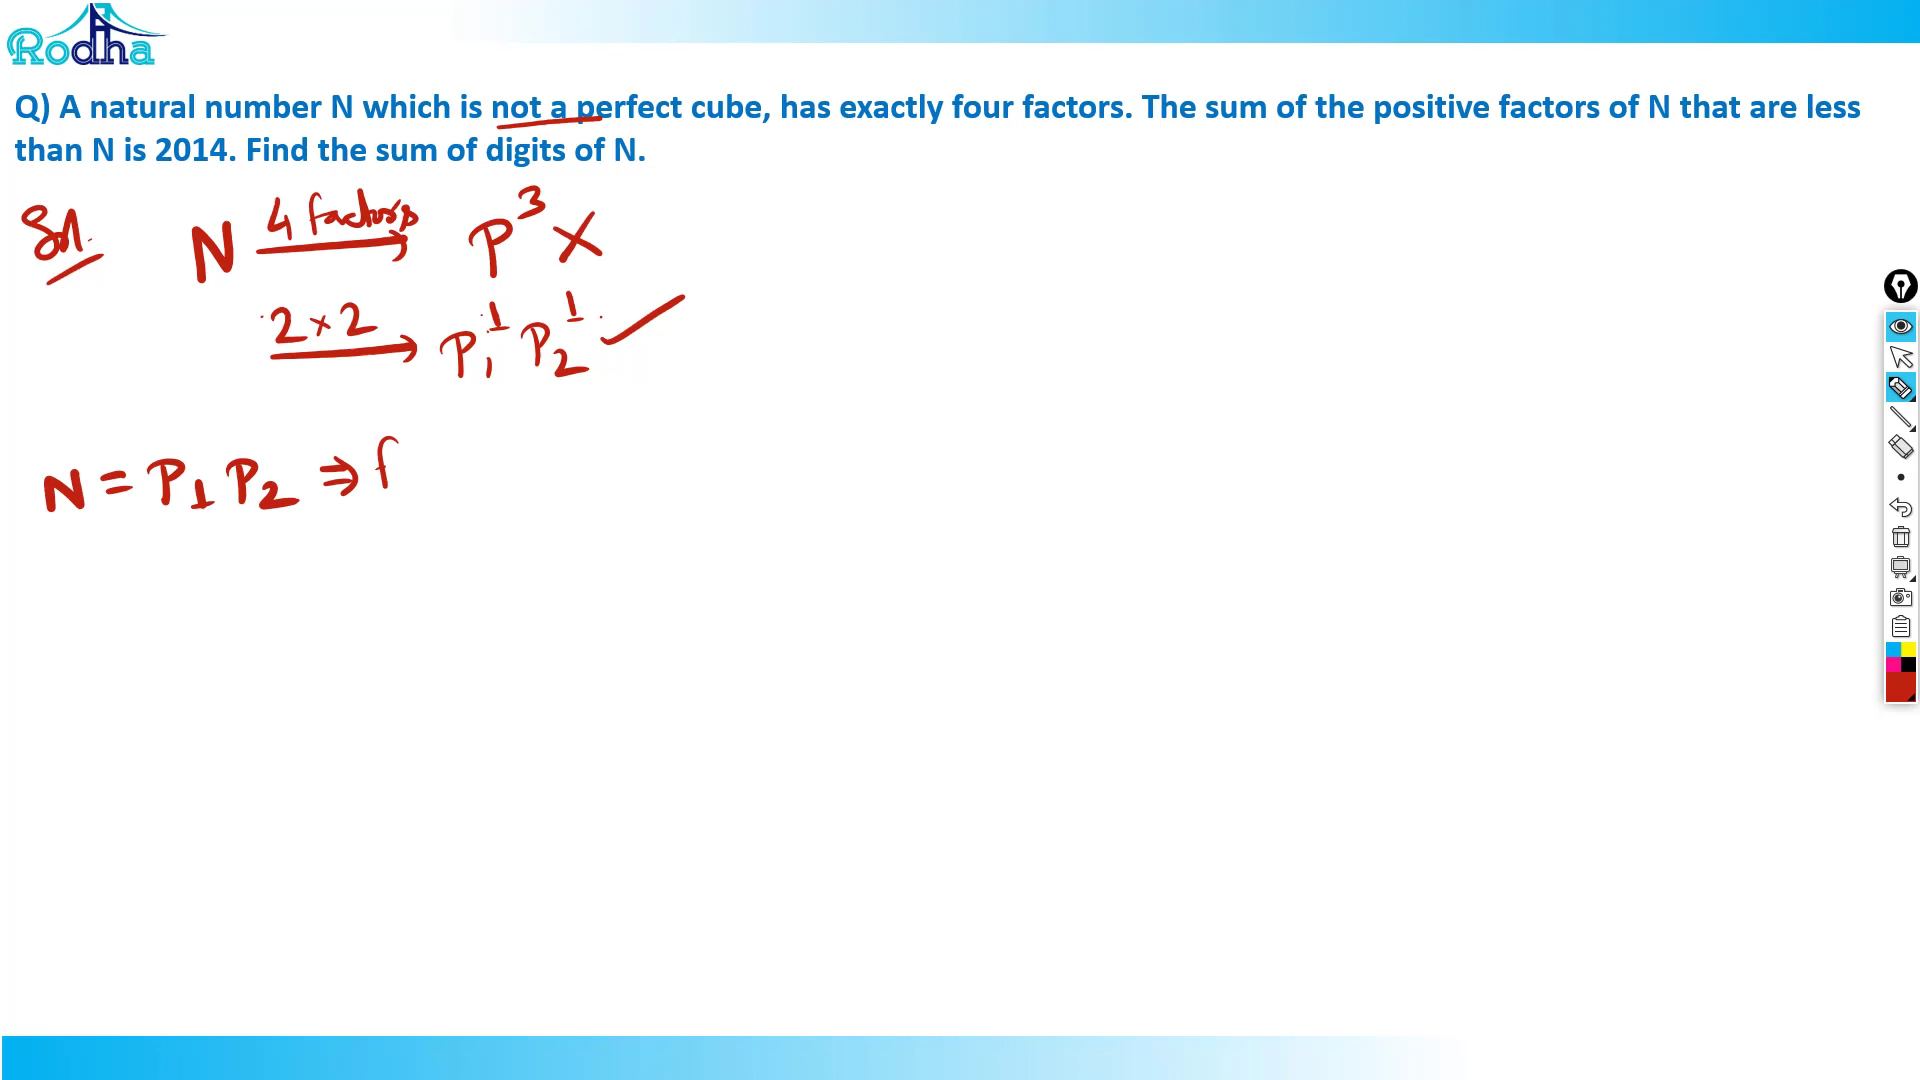 Rodha
Q) A natural number N which is not a perfect cube, has exactly four factors. The sum of the positive factors of N that are less
than N is 2014. Find the sum of digits of N.
Sol. N 4 factors → P³ X
2 × 2 → P₁¹ P₂¹ ✓
N = P₁ P₂ ⇒ f